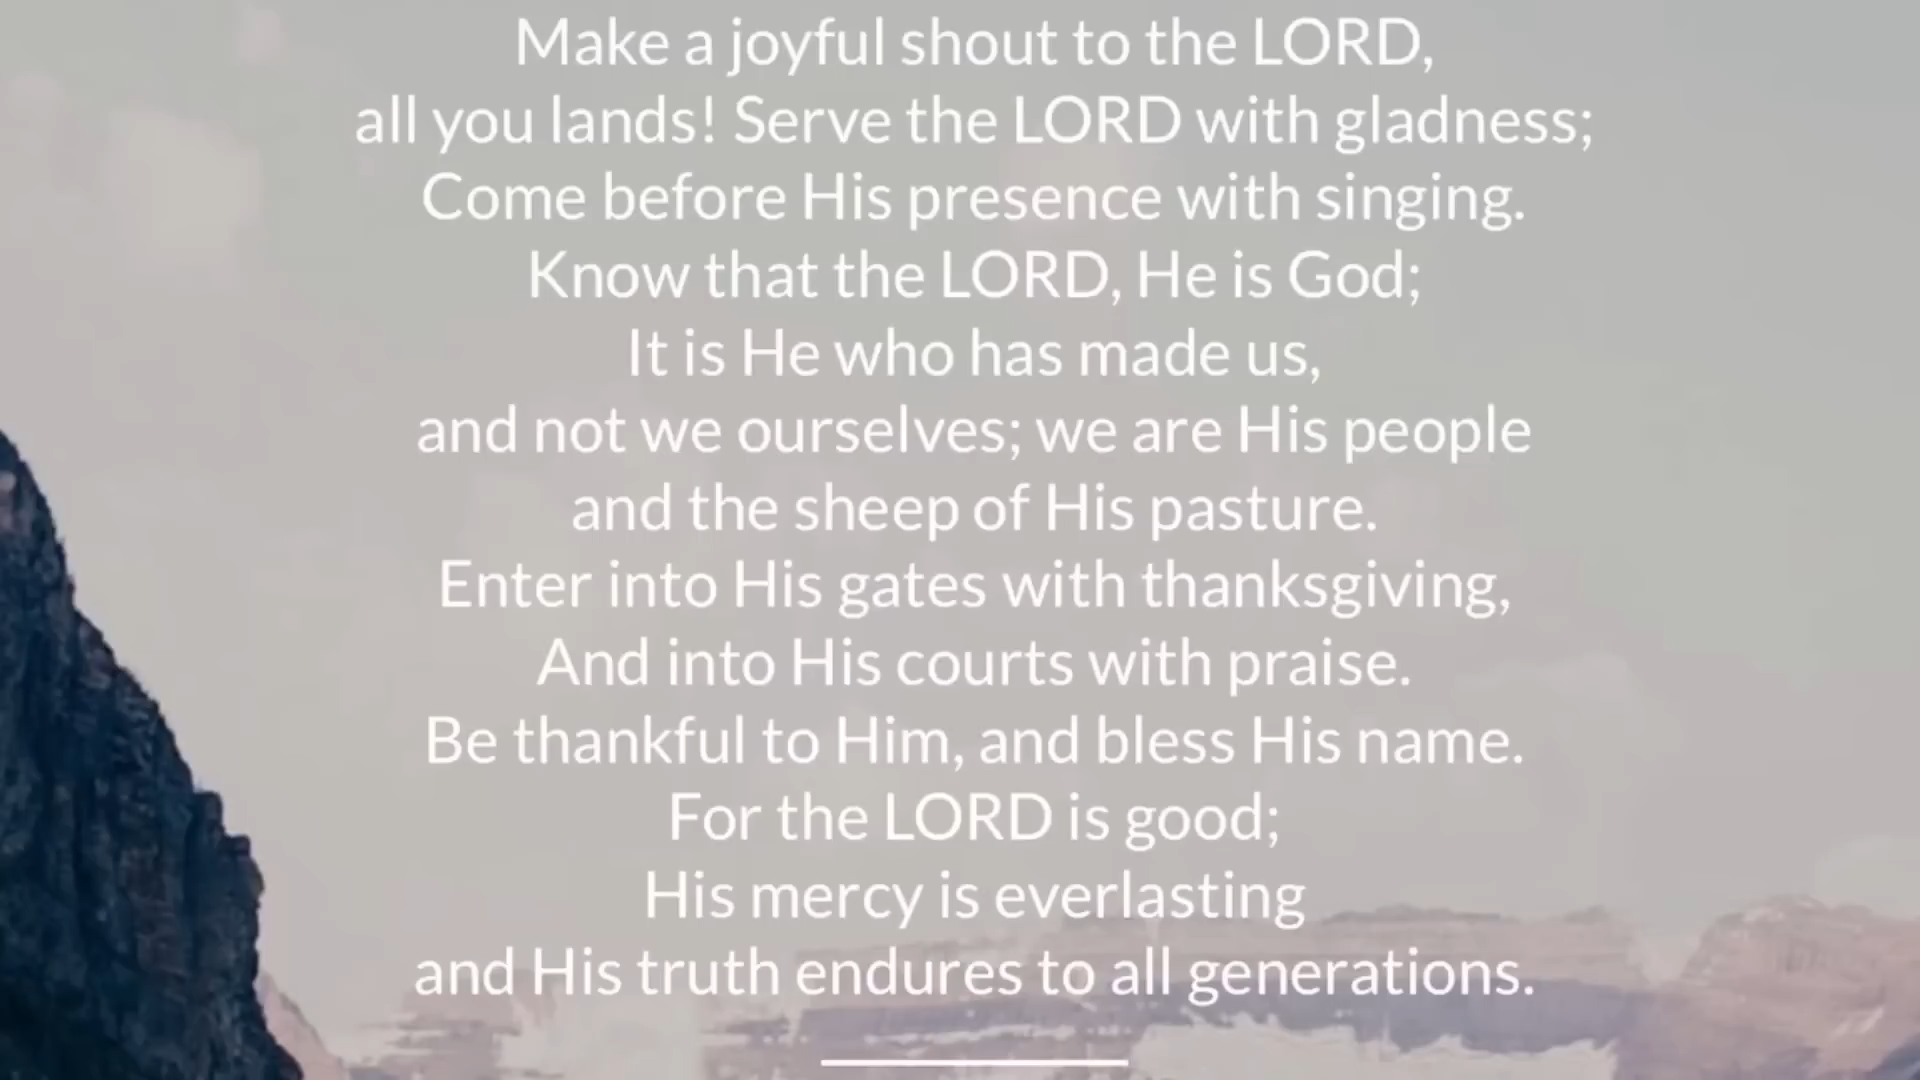 Make a joyful shout to the LORD,
all you lands! Serve the LORD with gladness;
Come before His presence with singing.
Know that the LORD, He is God;
It is He who has made us,
and not we ourselves; we are His people
and the sheep of His pasture.
Enter into His gates with thanksgiving,
And into His courts with praise.
Be thankful to Him, and bless His name.
For the LORD is good;
His mercy is everlasting
and His truth endures to all generations.